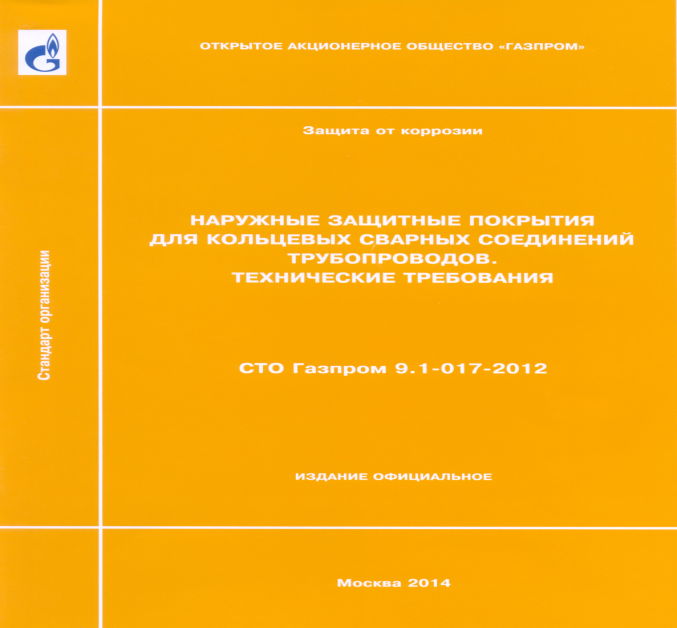 ОТКРЫТОЕ АКЦИОНЕРНОЕ ОБЩЕСТВО «ГАЗПРОМ»
Защита от коррозии
НАРУЖНЫЕ ЗАЩИТНЫЕ ПОКРЫТИЯ
ДЛЯ КОЛЬЦЕВЫХ СВАРНЫХ СОЕДИНЕНИЙ
ТРУБОПРОВОДОВ.
ТЕХНИЧЕСКИЕ ТРЕБОВАНИЯ
Стандарт организации
СТО Газпром 9.1-017-2012
ИЗДАНИЕ ОФИЦИАЛЬНОЕ
Москва 2014